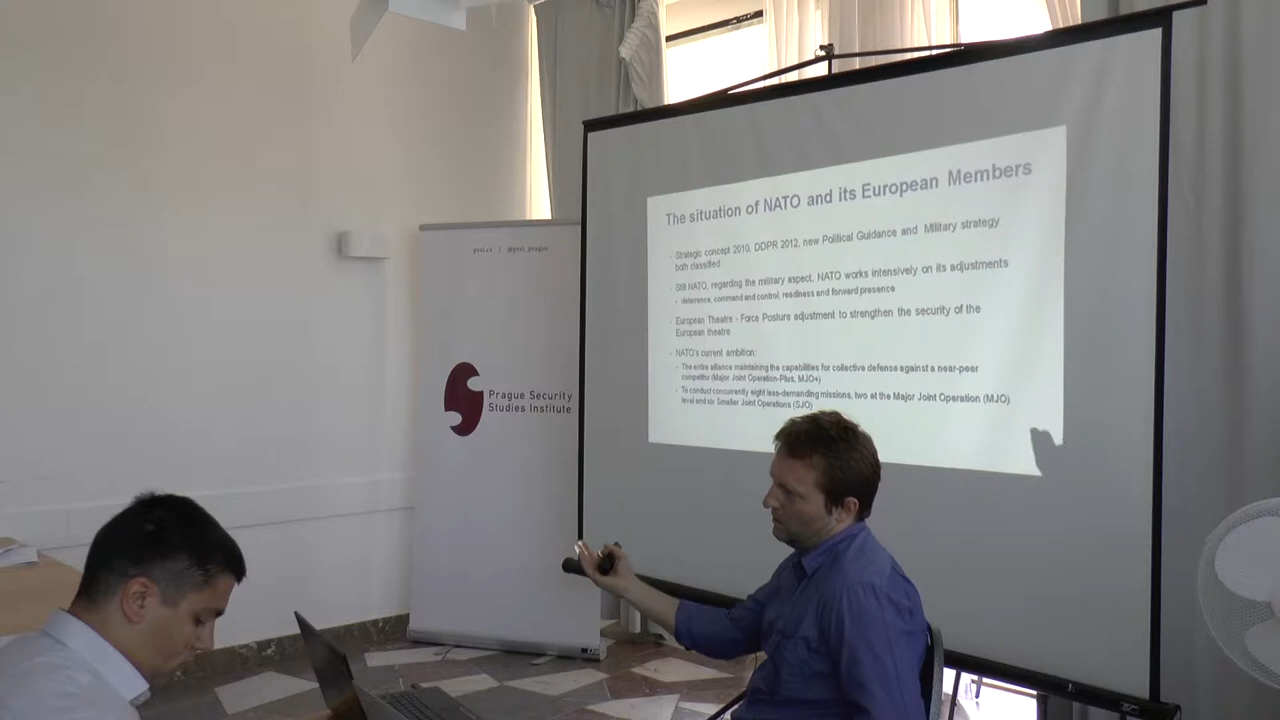 pssi.cz | @pssi_prague
Prague Security
Studies Institute
The situation of NATO and its European Members
- Strategic concept 2010, DDPR 2012, new Political Guidance and Military strategy
both classified
- Still NATO, regarding the military aspect, NATO works intensively on its adjustments
- deterrence, command and control, readiness and forward presence
- European Theatre - Force Posture adjustment to strengthen the security of the
European theatre
- NATO's current ambition:
- The entire alliance maintaining the capabilities for collective defense against a near-peer
competitor (Major Joint Operation-Plus, MJO+)
- To conduct concurrently eight less-demanding missions, two at the Major Joint Operation (MJO)
level and six Smaller Joint Operations (SJO)